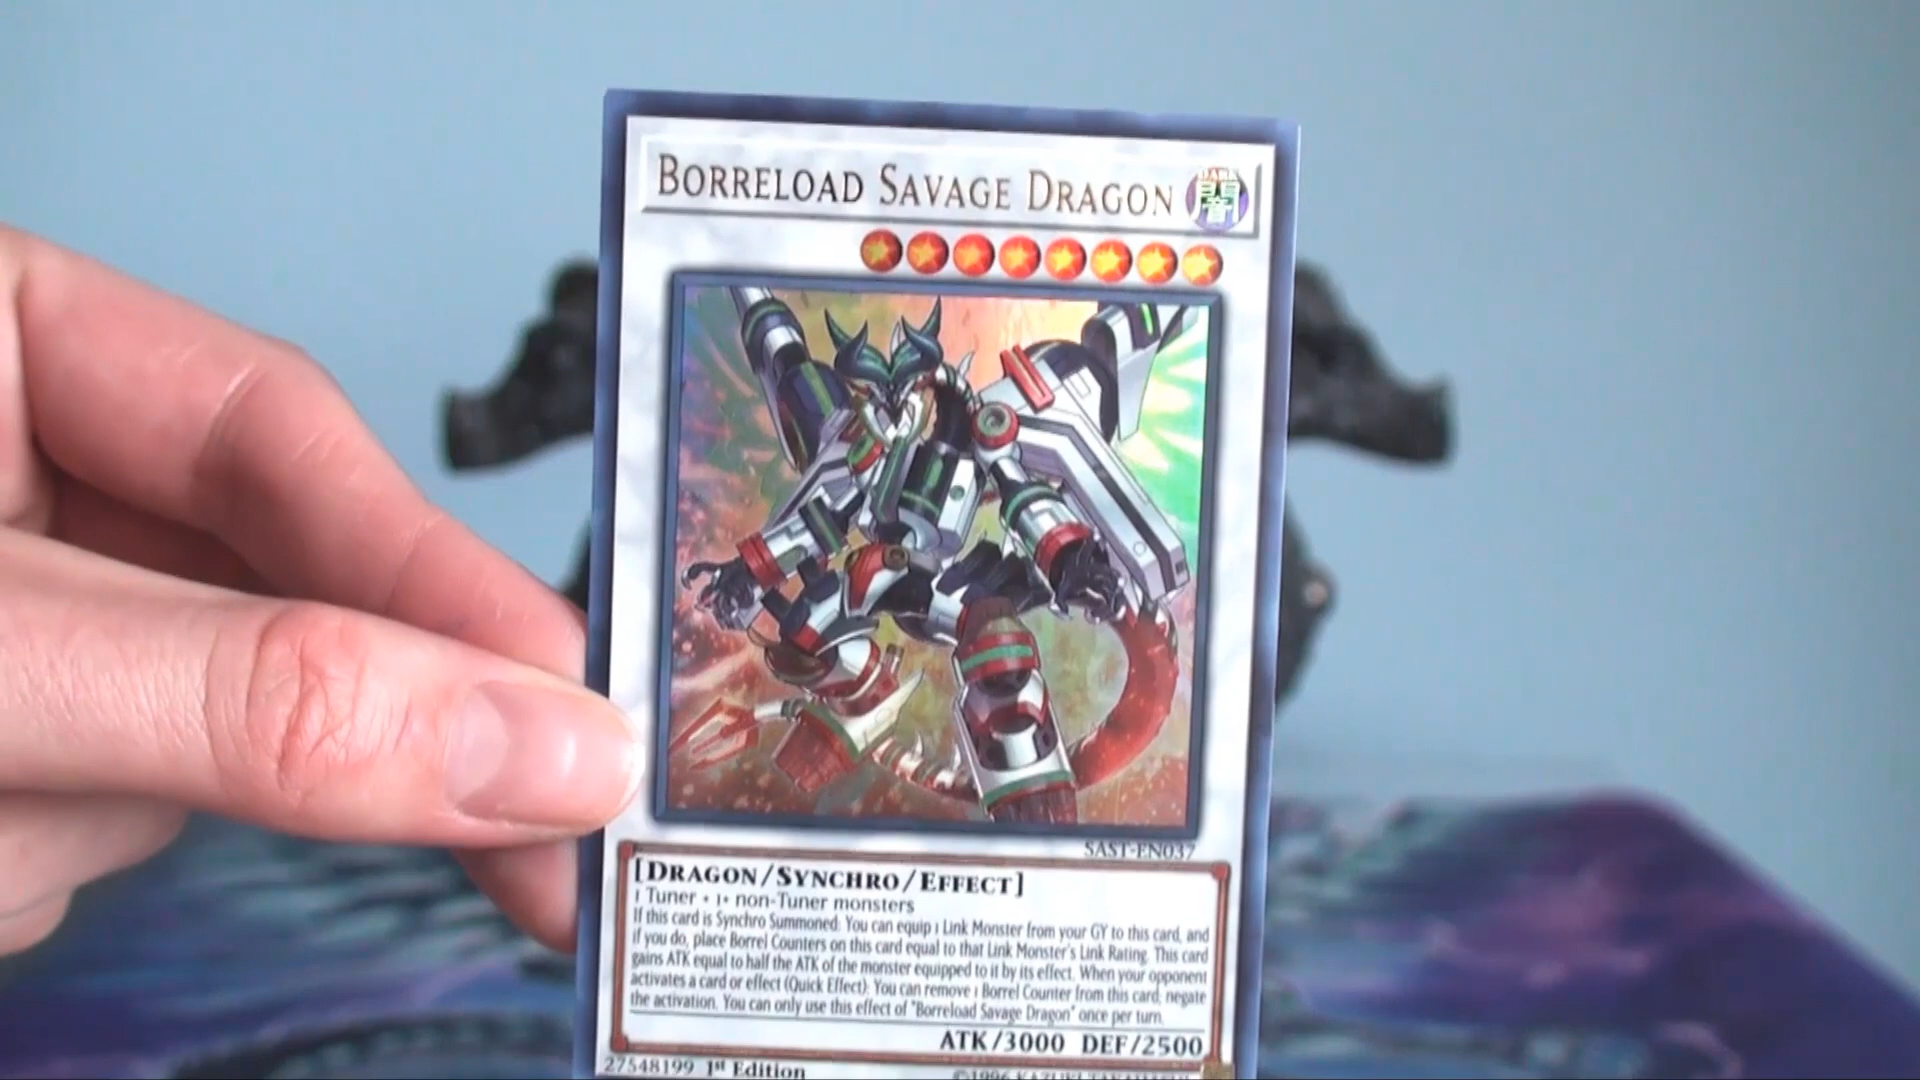 BORRELOAD SAVAGE DRAGON
DARK
闇
SAST-EN037
[DRAGON/SYNCHRO/EFFECT]
1 Tuner + 1+ non-Tuner monsters
If this card is Synchro Summoned: You can equip 1 Link Monster from your GY to this card, and
if you do, place Borrel Counters on this card equal to that Link Monster's Link Rating. This card
gains ATK equal to half the ATK of the monster equipped to it by its effect. When your opponent
activates a card or effect (Quick Effect): You can remove 1 Borrel Counter from this card; negate
the activation. You can only use this effect of "Borreload Savage Dragon" once per turn.
ATK/3000 DEF/2500
27548199 1st Edition
©1996 KAZUKI TAKAHASHI